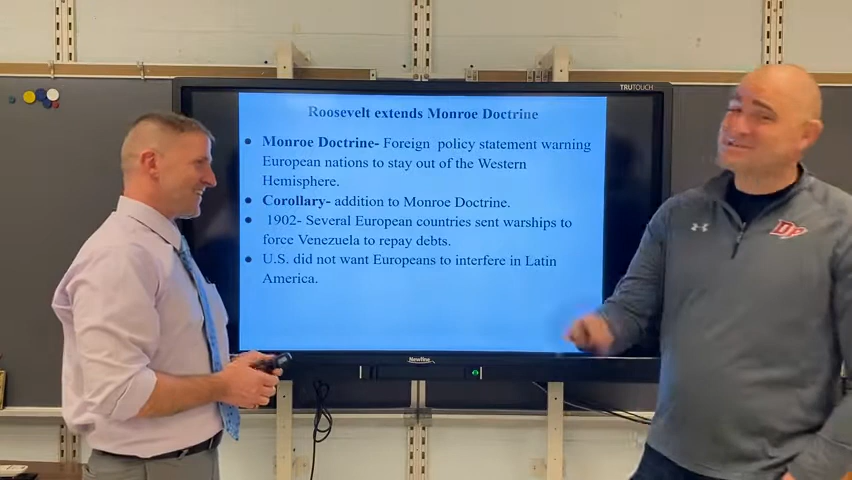 TRUTOUCH
Roosevelt extends Monroe Doctrine
Monroe Doctrine- Foreign policy statement warning
European nations to stay out of the Western
Hemisphere.
Corollary- addition to Monroe Doctrine.
1902- Several European countries sent warships to
force Venezuela to repay debts.
U.S. did not want Europeans to interfere in Latin
America.
Newline
DP